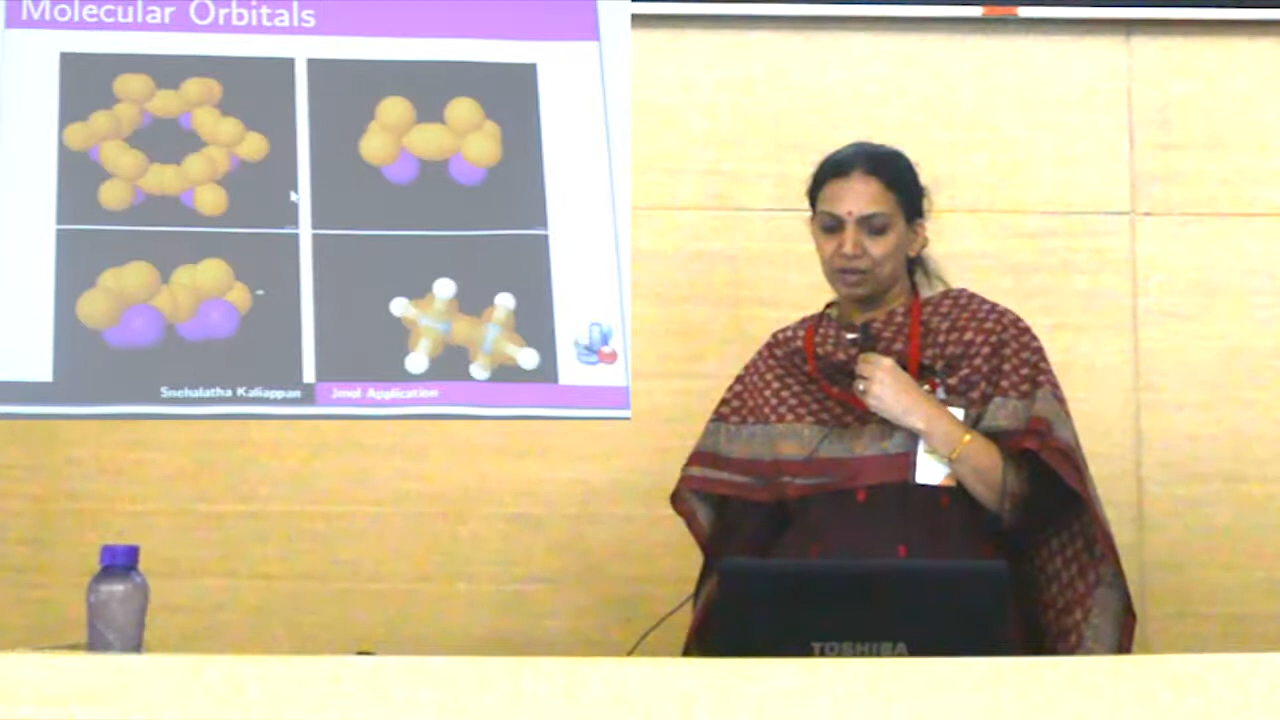 Molecular Orbitals
Snehalatha Kaliappan
Jmol Application
TOSHIBA